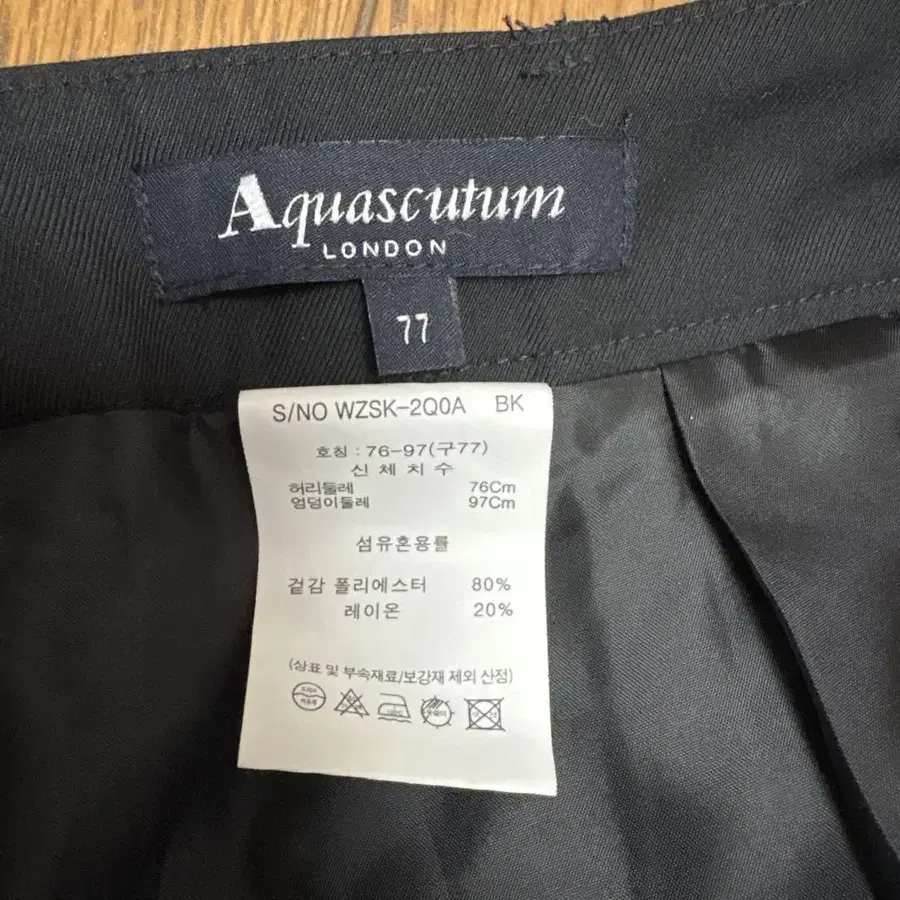 Aquascutum
LONDON
77
S/NO WZSK-2Q0A BK
호칭 : 76-97(구77)
신 체 치 수
허리둘레 76Cm
엉덩이둘레 97Cm
섬유혼용률
겉감 폴리에스터 80%
레이온 20%
(상표 및 부속재료/보강재 제외 산정)